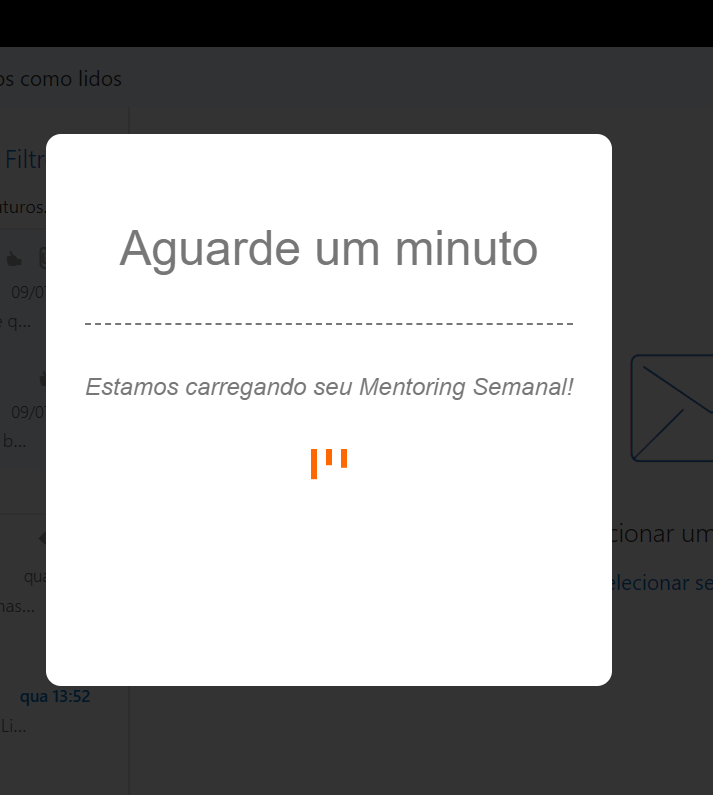 os como lidos
Filtr
uturos.
Aguarde um minuto
09/0
e q...
Estamos carregando seu Mentoring Semanal!
09/0
b...
cionar um
qua
elecionar se
nas...
qua 13:52
Li...